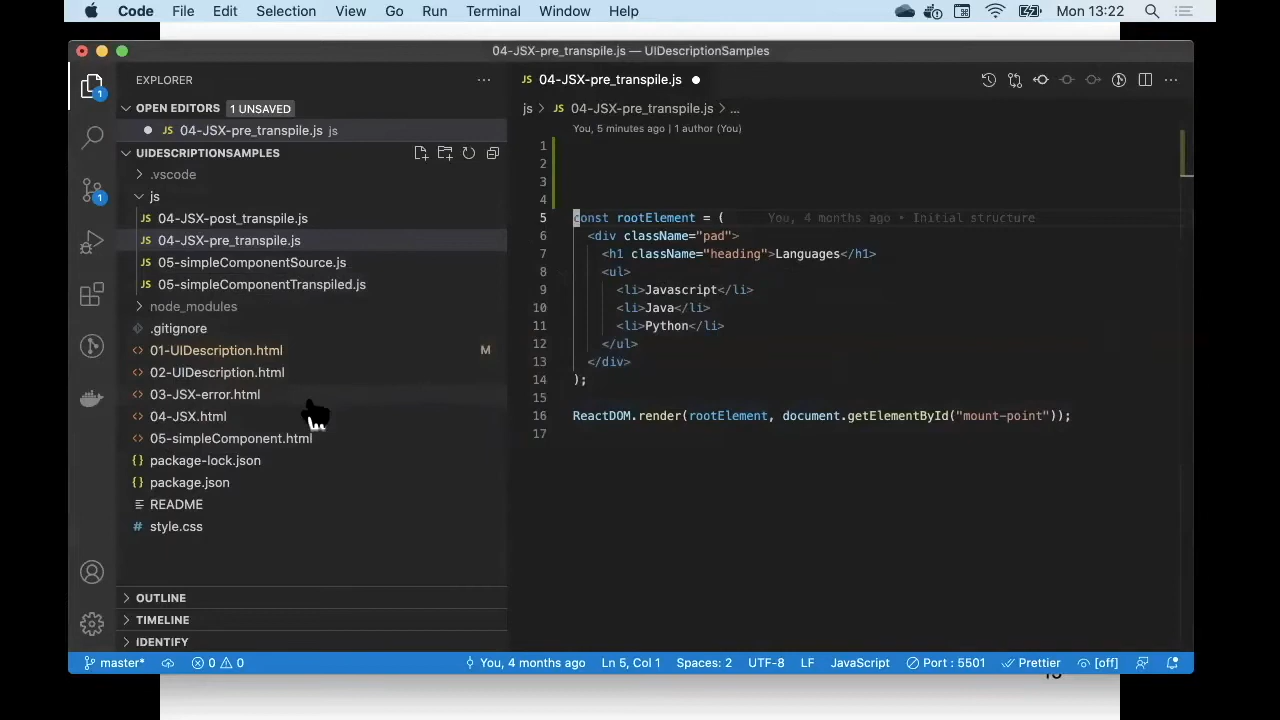 Code File Edit Selection View Go Run Terminal Window Help Mon 13:22
04-JSX-pre_transpile.js — UIDescriptionSamples
EXPLORER
OPEN EDITORS 1 UNSAVED
JS 04-JSX-pre_transpile.js js
UIDESCRIPTIONSAMPLES
.vscode
js
JS 04-JSX-post_transpile.js
JS 04-JSX-pre_transpile.js
JS 05-simpleComponentSource.js
JS 05-simpleComponentTranspiled.js
node_modules
.gitignore
01-UIDescription.html M
02-UIDescription.html
03-JSX-error.html
04-JSX.html
05-simpleComponent.html
{} package-lock.json
{} package.json
README
# style.css
OUTLINE
TIMELINE
IDENTIFY
1
1
JS 04-JSX-pre_transpile.js
js > JS 04-JSX-pre_transpile.js > ...
You, 5 minutes ago | 1 author (You)
1
2
3
4
5 const rootElement = ( You, 4 months ago • Initial structure
6 <div className="pad">
7 <h1 className="heading">Languages</h1>
8 <ul>
9 <li>Javascript</li>
10 <li>Java</li>
11 <li>Python</li>
12 </ul>
13 </div>
14 );
15
16 ReactDOM.render(rootElement, document.getElementById("mount-point"));
17
master* 0 0 You, 4 months ago Ln 5, Col 1 Spaces: 2 UTF-8 LF JavaScript Port : 5501 Prettier [off]